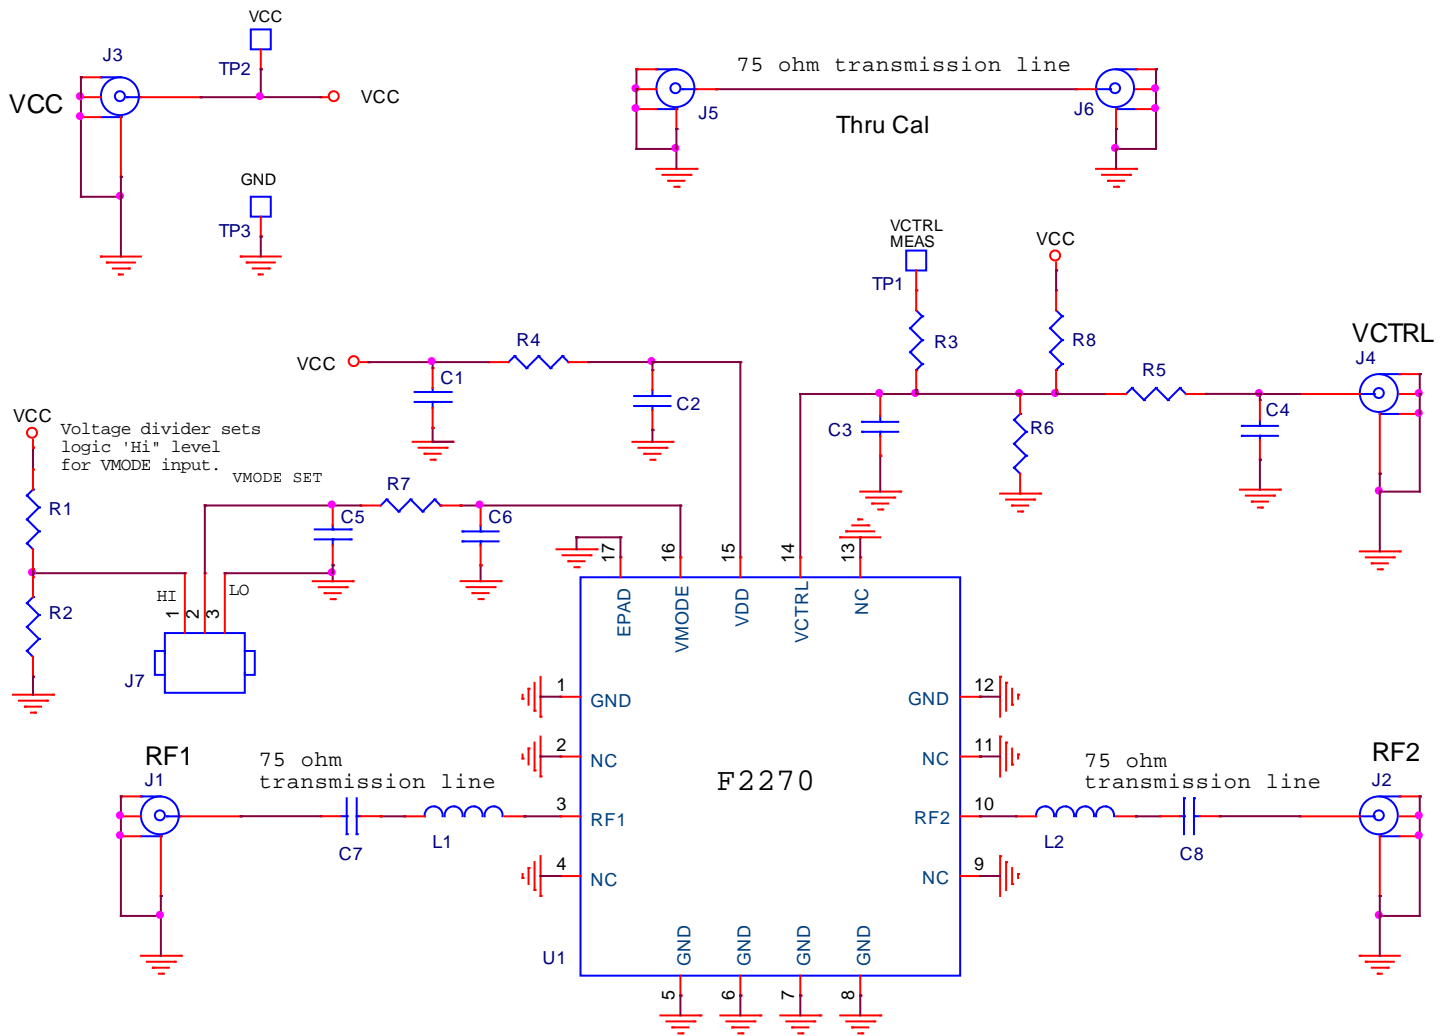 VCC
J3
TP2
VCC
VCC
75 ohm transmission line
J5
J6
Thru Cal
GND
TP3
VCTRL
MEAS
TP1
VCC
R3
R8
VCTRL
J4
R4
VCC
C1
C2
R5
C3
R6
C4
VCC
Voltage divider sets
logic 'Hi" level
for VMODE input.
VMODE SET
R1
R7
C5
C6
HI
LO
1
2
3
R2
J7
17
16
15
14
13
EPAD
VMODE
VDD
VCTRL
NC
1
GND
12
GND
2
NC
11
NC
F2270
RF1
J1
75 ohm
transmission line
C7
L1
3
RF1
10
RF2
75 ohm
transmission line
L2
C8
RF2
J2
4
NC
9
NC
U1
GND
GND
GND
GND
5
6
7
8